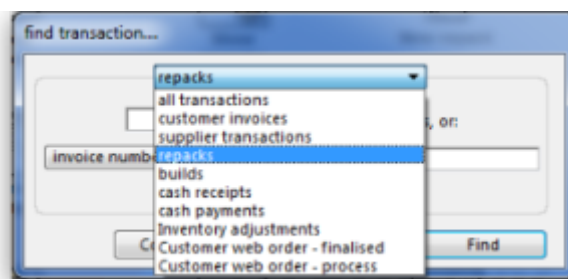 find transaction...
repacks
all transactions
customer invoices
supplier transactions
, or:
repacks
invoice numb
builds
cash receipts
cash payments
Inventory adjustments
Customer web order - finalised
Find
Customer web order - process